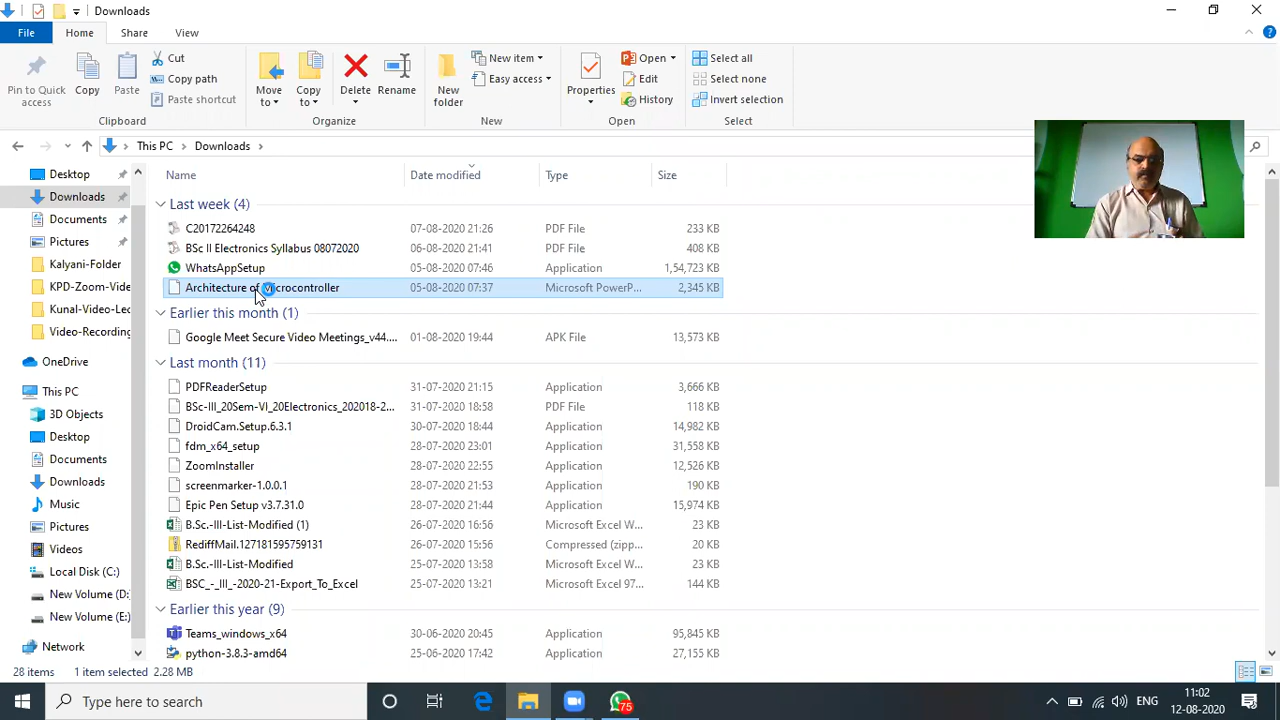 Downloads
File
Home
Share
View
Pin to Quick access
Copy
Paste
Cut
Copy path
Paste shortcut
Clipboard
Move to
Copy to
Delete
Rename
Organize
New folder
New item
Easy access
New
Properties
Open
Edit
History
Open
Select all
Select none
Invert selection
Select
This PC
Downloads
Desktop
Downloads
Documents
Pictures
Kalyani-Folder
KPD-Zoom-Vide
Kunal-Video-Lec
Video-Recording
OneDrive
This PC
3D Objects
Desktop
Documents
Downloads
Music
Pictures
Videos
Local Disk (C:)
New Volume (D:
New Volume (E:)
Network
Name Date modified Type Size
Last week (4)
C20172264248 07-08-2020 21:26 PDF File 233 KB
BSc II Electronics Syllabus 08072020 06-08-2020 21:41 PDF File 408 KB
WhatsAppSetup 05-08-2020 07:46 Application 1,54,723 KB
Architecture of Microcontroller 05-08-2020 07:37 Microsoft PowerP... 2,345 KB
Earlier this month (1)
Google Meet Secure Video Meetings_v44.... 01-08-2020 19:44 APK File 13,573 KB
Last month (11)
PDFReaderSetup 31-07-2020 21:15 Application 3,666 KB
BSc-III_20Sem-VI_20Electronics_202018-2... 31-07-2020 18:58 PDF File 118 KB
DroidCam.Setup.6.3.1 30-07-2020 18:44 Application 14,982 KB
fdm_x64_setup 28-07-2020 23:01 Application 31,558 KB
ZoomInstaller 28-07-2020 22:55 Application 12,526 KB
screenmarker-1.0.0.1 28-07-2020 21:53 Application 190 KB
Epic Pen Setup v3.7.31.0 28-07-2020 21:44 Application 15,974 KB
B.Sc.-III-List-Modified (1) 26-07-2020 16:56 Microsoft Excel W... 23 KB
RediffMail.127181595759131 26-07-2020 15:56 Compressed (zipp... 20 KB
B.Sc.-III-List-Modified 25-07-2020 13:58 Microsoft Excel W... 23 KB
BSC_-_III_-2020-21-Export_To_Excel 25-07-2020 13:21 Microsoft Excel 97... 144 KB
Earlier this year (9)
Teams_windows_x64 30-06-2020 20:45 Application 95,845 KB
python-3.8.3-amd64 25-06-2020 17:42 Application 27,155 KB
28 items 1 item selected 2.28 MB
Type here to search
75
ENG
11:02
12-08-2020